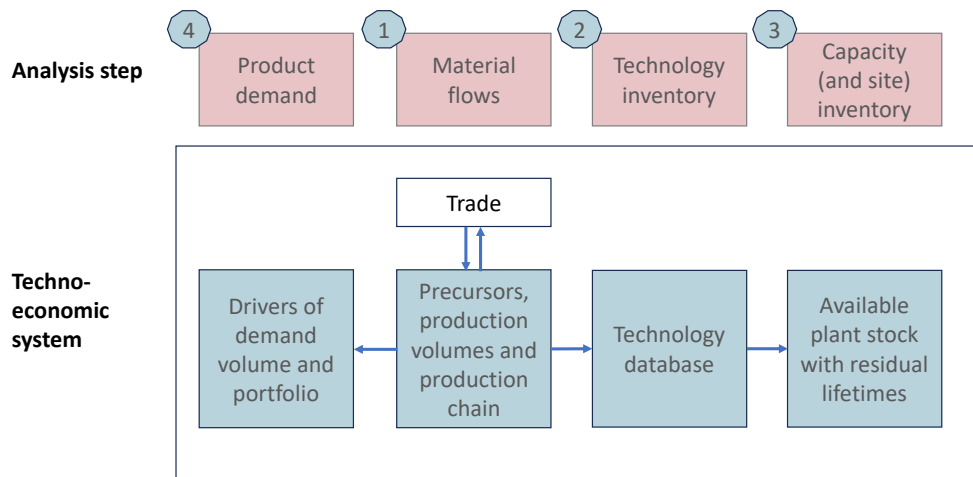 4
1
2
3
Analysis step
Product
demand
Material
flows
Technology
inventory
Capacity
(and site)
inventory
Trade
Techno-
economic
system
Drivers of
demand
volume and
portfolio
Precursors,
production
volumes and
production
chain
Technology
database
Available
plant stock
with residual
lifetimes